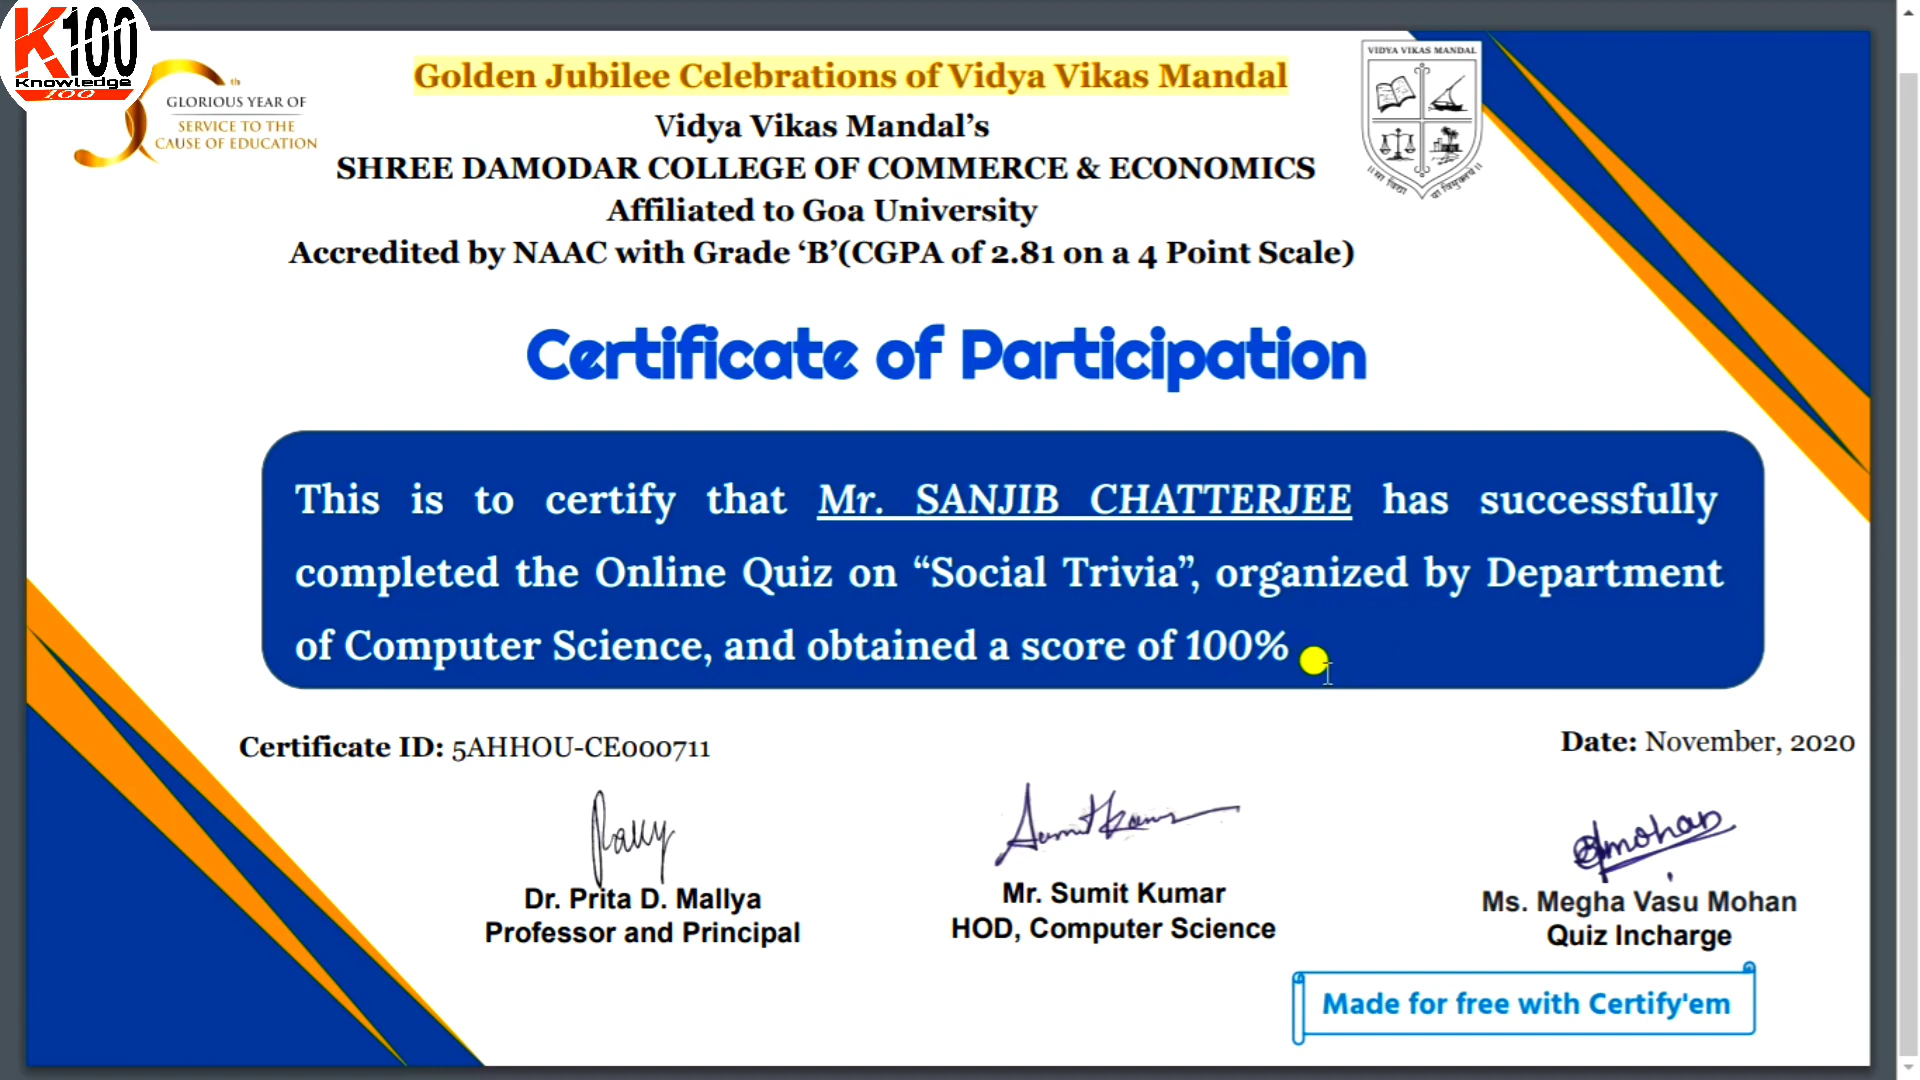 K100
Knowledge
100
th
GLORIOUS YEAR OF
SERVICE TO THE
CAUSE OF EDUCATION
Golden Jubilee Celebrations of Vidya Vikas Mandal
VIDYA VIKAS MANDAL
Vidya Vikas Mandal’s
SHREE DAMODAR COLLEGE OF COMMERCE & ECONOMICS
Affiliated to Goa University
Accredited by NAAC with Grade ‘B’(CGPA of 2.81 on a 4 Point Scale)
।।सा विद्या या विमुक्तये।।
Certificate of Participation
This is to certify that Mr. SANJIB CHATTERJEE has successfully
completed the Online Quiz on “Social Trivia”, organized by Department
of Computer Science, and obtained a score of 100%
Certificate ID: 5AHHOU-CE000711
Date: November, 2020
Sumit Kumar
Dr. Prita D. Mallya
Professor and Principal
Mr. Sumit Kumar
HOD, Computer Science
Ms. Megha Vasu Mohan
Quiz Incharge
Made for free with Certify'em